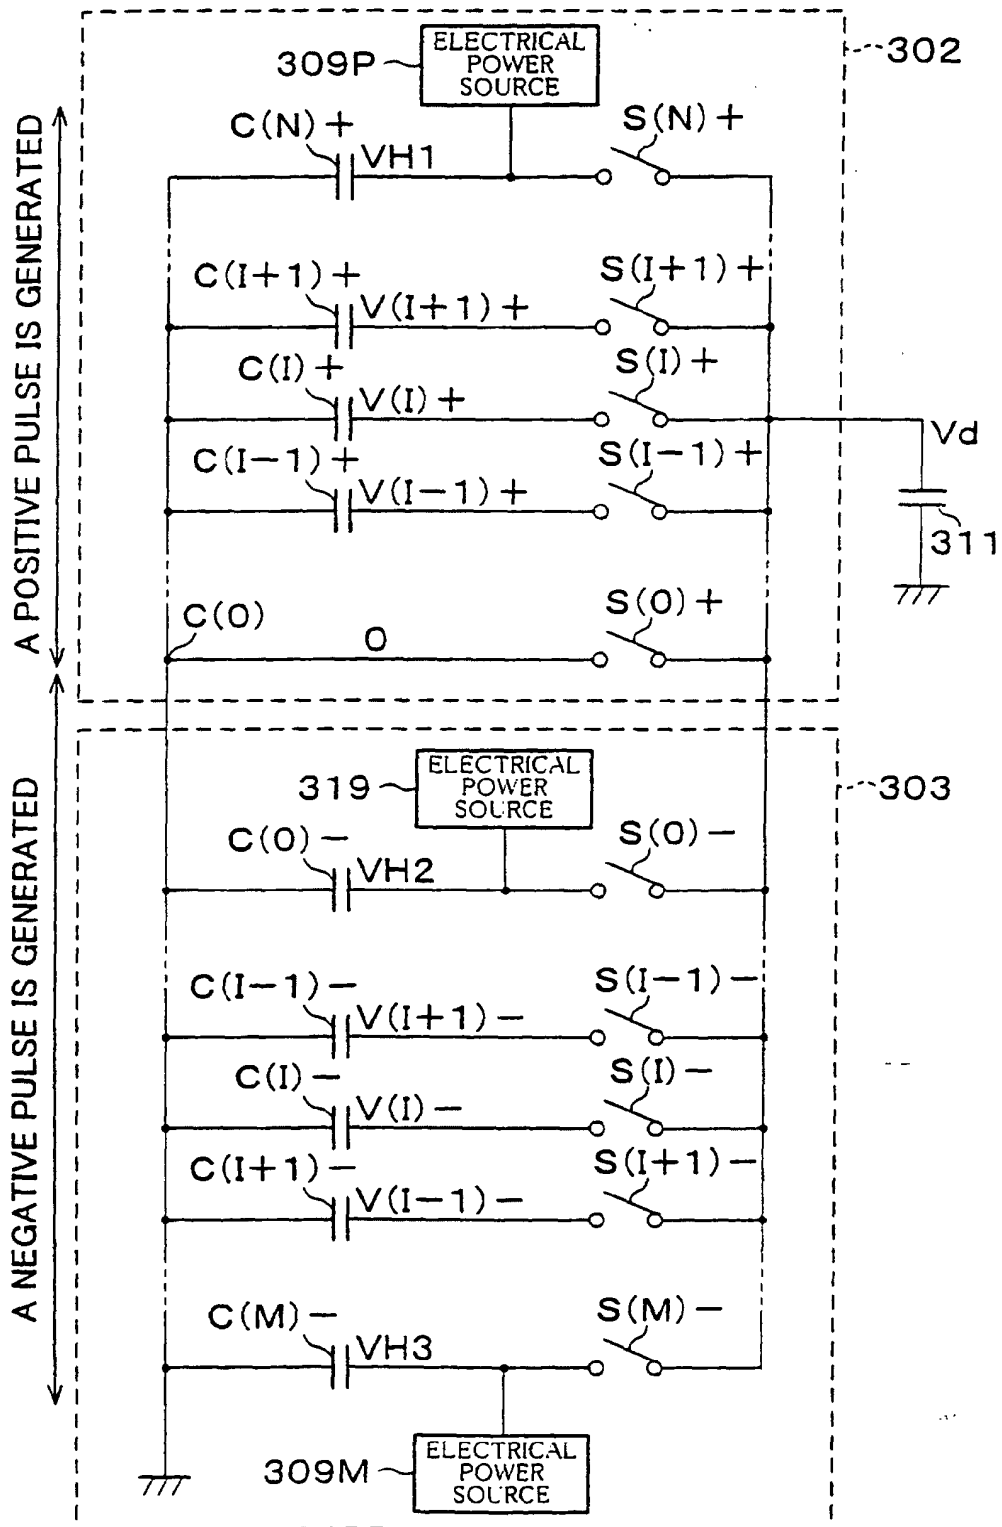 ELECTRICAL
POWER
SOURCE
309P
302
C(N)+
VH1
S(N)+
C(I+1)+
V(I+1)+
S(I+1)+
C(I)+
V(I)+
S(I)+
C(I-1)+
V(I-1)+
S(I-1)+
Vd
311
C(0)
0
S(0)+
A POSITIVE PULSE IS GENERATED
ELECTRICAL
POWER
SOURCE
319
303
C(0)-
VH2
S(0)-
C(I-1)-
V(I+1)-
S(I-1)-
C(I)-
V(I)-
S(I)-
C(I+1)-
V(I-1)-
S(I+1)-
C(M)-
VH3
S(M)-
A NEGATIVE PULSE IS GENERATED
309M
ELECTRICAL
POWER
SOURCE